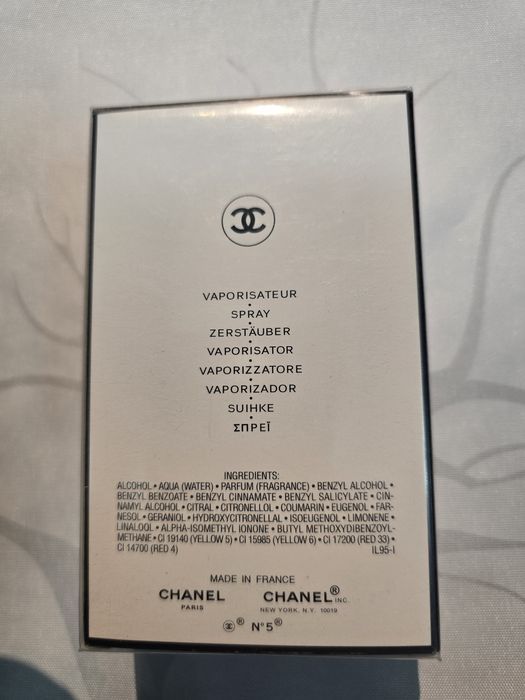 VAPORISATEUR
•
SPRAY
•
ZERSTÄUBER
•
VAPORISATOR
•
VAPORIZZATORE
•
VAPORIZADOR
•
SUIHKE
•
ΣΠΡΕΪ
INGREDIENTS:
ALCOHOL • AQUA (WATER) • PARFUM (FRAGRANCE) • BENZYL ALCOHOL •
BENZYL BENZOATE • BENZYL CINNAMATE • BENZYL SALICYLATE • CIN-
NAMYL ALCOHOL • CITRAL • CITRONELLOL • COUMARIN • EUGENOL • FAR-
NESOL • GERANIOL • HYDROXYCITRONELLAL • ISOEUGENOL • LIMONENE •
LINALOOL • ALPHA-ISOMETHYL IONONE • BUTYL METHOXYDIBENZOYL-
METHANE • CI 19140 (YELLOW 5) • CI 15985 (YELLOW 6) • CI 17200 (RED 33) •
CI 14700 (RED 4) IL95-I
MADE IN FRANCE
CHANEL CHANEL® INC.
PARIS NEW YORK, N.Y. 10019
® N°5®